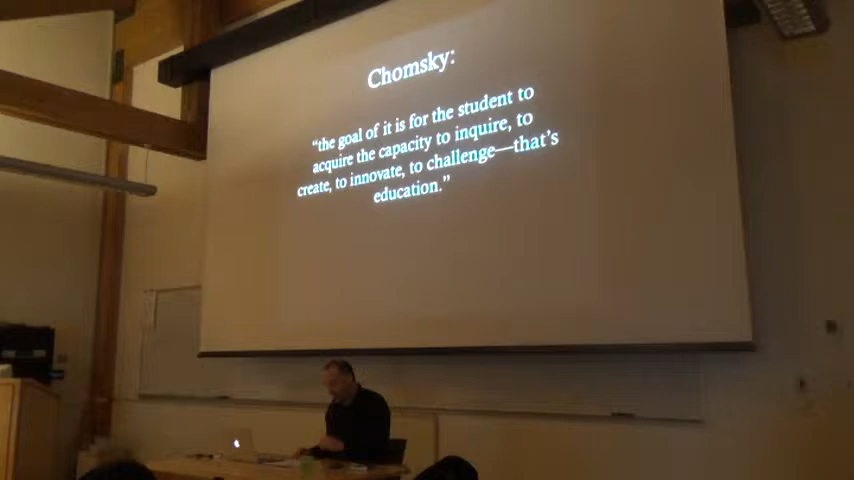 Chomsky:
“the goal of it is for the student to
acquire the capacity to inquire, to
create, to innovate, to challenge—that’s
education.”